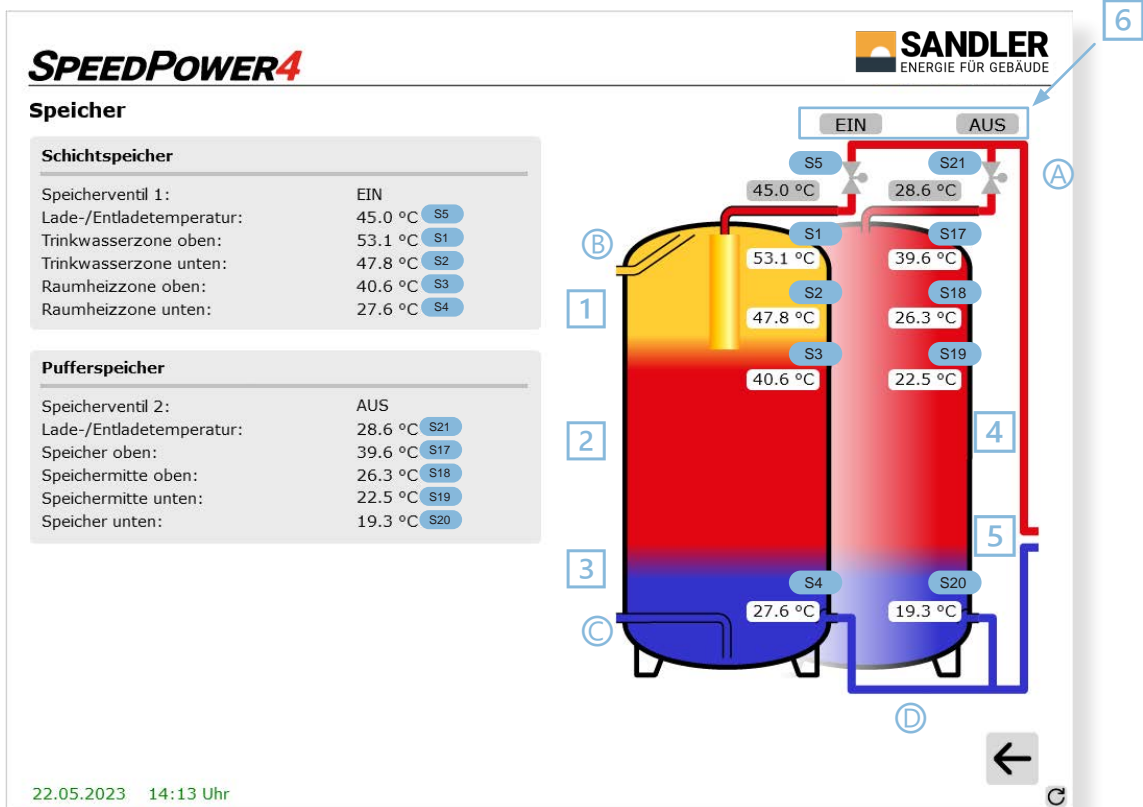 6
SPEEDPOWER4
SANDLER
ENERGIE FÜR GEBÄUDE
Speicher
EIN AUS
Schichtspeicher
Speicherventil 1: EIN
Lade-/Entladetemperatur: 45.0 °C S5
Trinkwasserzone oben: 53.1 °C S1
Trinkwasserzone unten: 47.8 °C S2
Raumheizzone oben: 40.6 °C S3
Raumheizzone unten: 27.6 °C S4
Pufferspeicher
Speicherventil 2: AUS
Lade-/Entladetemperatur: 28.6 °C S21
Speicher oben: 39.6 °C S17
Speichermitte oben: 26.3 °C S18
Speichermitte unten: 22.5 °C S19
Speicher unten: 19.3 °C S20
S5 S21
A
45.0 °C 28.6 °C
B
S1 S17
53.1 °C 39.6 °C
1
S2 S18
47.8 °C 26.3 °C
S3 S19
40.6 °C 22.5 °C
2
4
5
3
S4 S20
27.6 °C 19.3 °C
C
D
22.05.2023 14:13 Uhr